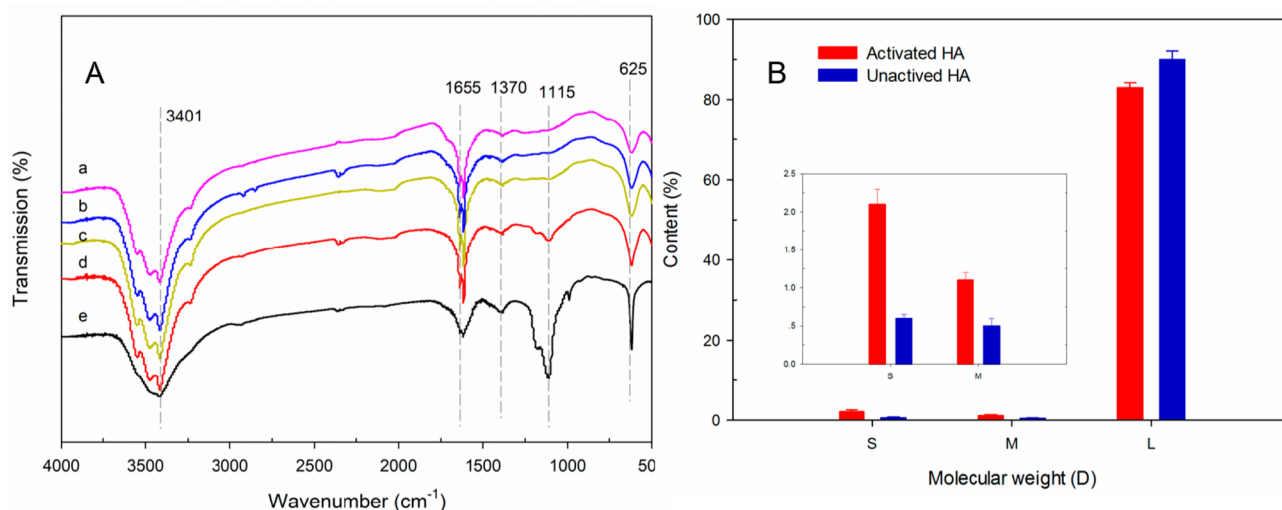 A
3401
1655
1370
1115
625
a
b
c
d
e
Transmission (%)
4000
3500
3000
2500
2000
1500
1000
50
Wavenumber (cm⁻¹)
B
Activated HA
Unactived HA
100
80
60
40
20
0
Content (%)
2.5
2.0
1.5
1.0
.5
0.0
S
M
S
M
L
Molecular weight (D)